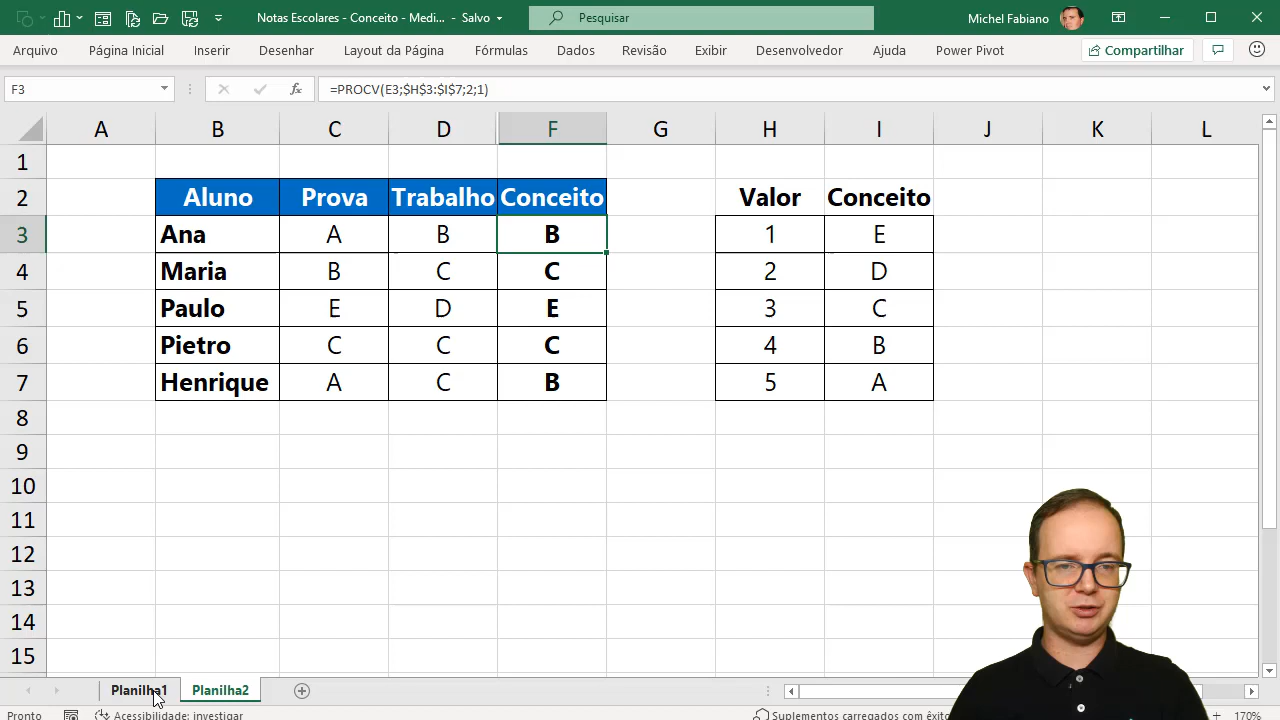 Notas Escolares - Conceito - Medi... - Salvo
Pesquisar
Michel Fabiano
Arquivo Página Inicial Inserir Desenhar Layout da Página Fórmulas Dados Revisão Exibir Desenvolvedor Ajuda Power Pivot Compartilhar
F3 fx =PROCV(E3;$H$3:$I$7;2;1)
A B C D F G H I J K L
1
2 Aluno Prova Trabalho Conceito Valor Conceito
3 Ana A B B 1 E
4 Maria B C C 2 D
5 Paulo E D E 3 C
6 Pietro C C C 4 B
7 Henrique A C B 5 A
8
9
10
11
12
13
14
15
Planilha1 Planilha2
Pronto Acessibilidade: investigar Suplementos carregados com êxito 170%